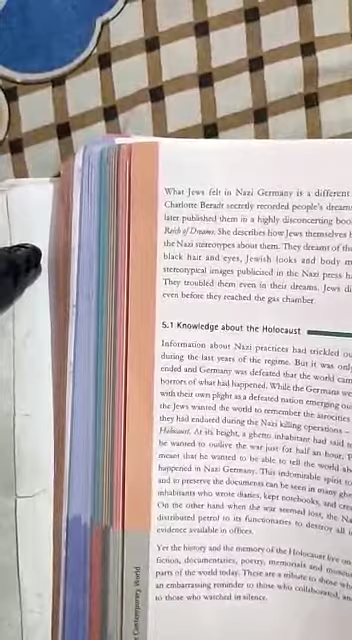 What Jews felt in Nazi Germany is a different
Charlotte Beradt secretly recorded people's dreams
later published them in a highly disconcerting boo
Reich of Dreams. She describes how Jews themselves b
the Nazi stereotypes about them. They dreamt of th
black hair and eyes, Jewish looks and body m
stereotypical images publicised in the Nazi press h
They troubled them even in their dreams. Jews di
even before they reached the gas chamber.
5.1 Knowledge about the Holocaust
Information about Nazi practices had trickled ou
during the last years of the regime. But it was only
ended and Germany was defeated that the world cam
horrors of what had happened. While the Germans we
with their own plight as a defeated nation emerging ou
the Jews wanted the world to remember the atrocities
they had endured during the Nazi killing operations –
Holocaust. At its height, a ghetto inhabitant had said to
he wanted to outlive the war just for half an hour. P
meant that he wanted to be able to tell the world ab
happened in Nazi Germany. This indomitable spirit to
and to preserve the documents can be seen in many ghe
inhabitants who wrote diaries, kept notebooks, and crea
On the other hand when the war seemed lost, the Na
distributed petrol to its functionaries to destroy all in
evidence available in offices.
Yet the history and the memory of the Holocaust live on
fiction, documentaries, poetry, memorials and museu
parts of the world today. These are a tribute to those wh
an embarrassing reminder to those who collaborated, an
to those who watched in silence.
Contemporary World